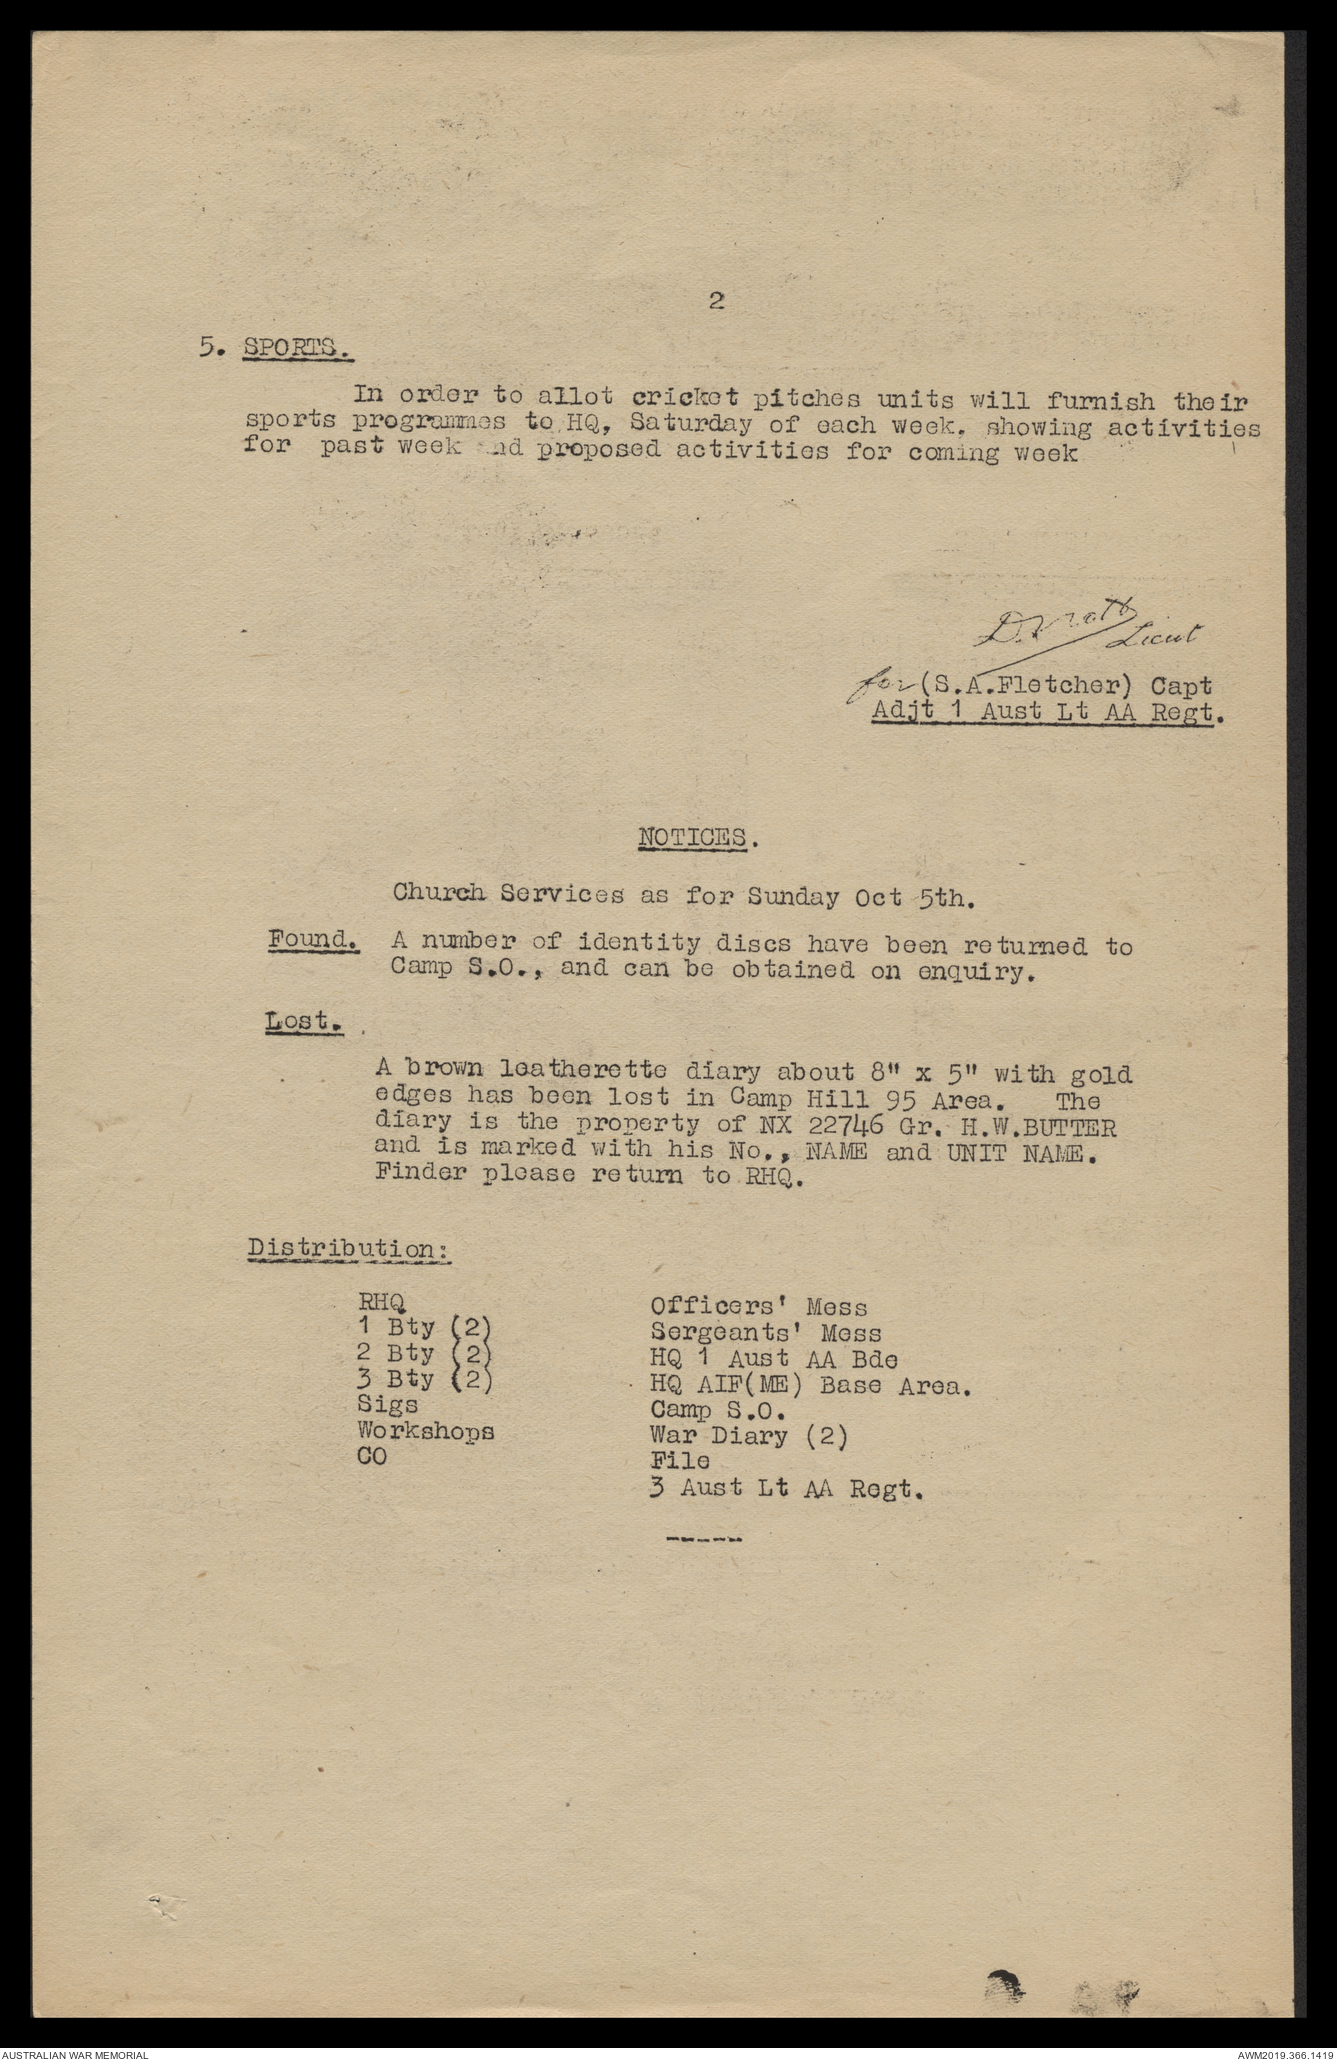 2
5. SPORTS.
In order to allot cricket pitches units will furnish their
sports programmes to HQ, Saturday of each week, showing activities
for past week and proposed activities for coming week
Lieut
for (S.A.Fletcher) Capt
Adjt 1 Aust Lt AA Regt.
NOTICES.
Church Services as for Sunday Oct 5th.
Found. A number of identity discs have been returned to
Camp S.O., and can be obtained on enquiry.
Lost.
A brown leatherette diary about 8" x 5" with gold
edges has been lost in Camp Hill 95 Area. The
diary is the property of NX 22746 Gr. H.W.BUTTER
and is marked with his No., NAME and UNIT NAME.
Finder please return to RHQ.
Distribution:
RHQ Officers' Mess
1 Bty (2) Sergeants' Mess
2 Bty (2) HQ 1 Aust AA Bde
3 Bty (2) HQ AIF(ME) Base Area.
Sigs Camp S.O.
Workshops War Diary (2)
CO File
3 Aust Lt AA Regt.
-----
AUSTRALIAN WAR MEMORIAL AWM2019.366.1419